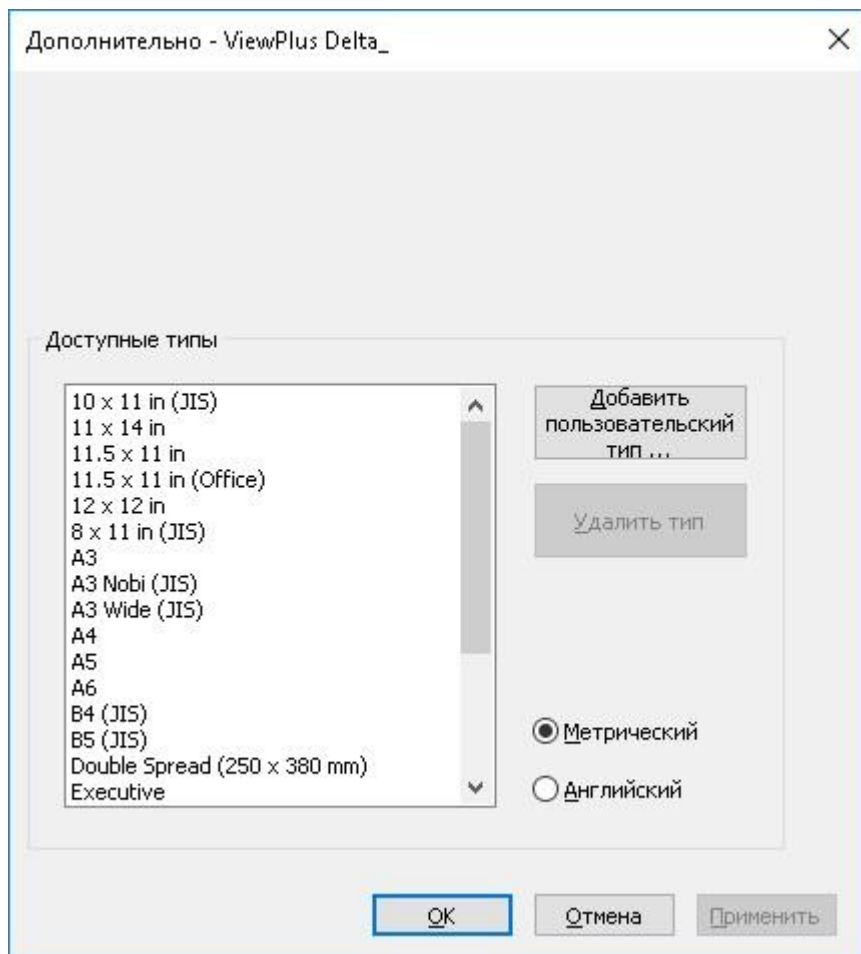 Дополнительно - ViewPlus Delta_
Доступные типы
10 x 11 in (JIS)
11 x 14 in
11.5 x 11 in
11.5 x 11 in (Office)
12 x 12 in
8 x 11 in (JIS)
A3
A3 Nobi (JIS)
A3 Wide (JIS)
A4
A5
A6
B4 (JIS)
B5 (JIS)
Double Spread (250 x 380 mm)
Executive
Добавить
пользовательский
тип ...
Удалить тип
Метрический
Английский
OK
Отмена
Применить